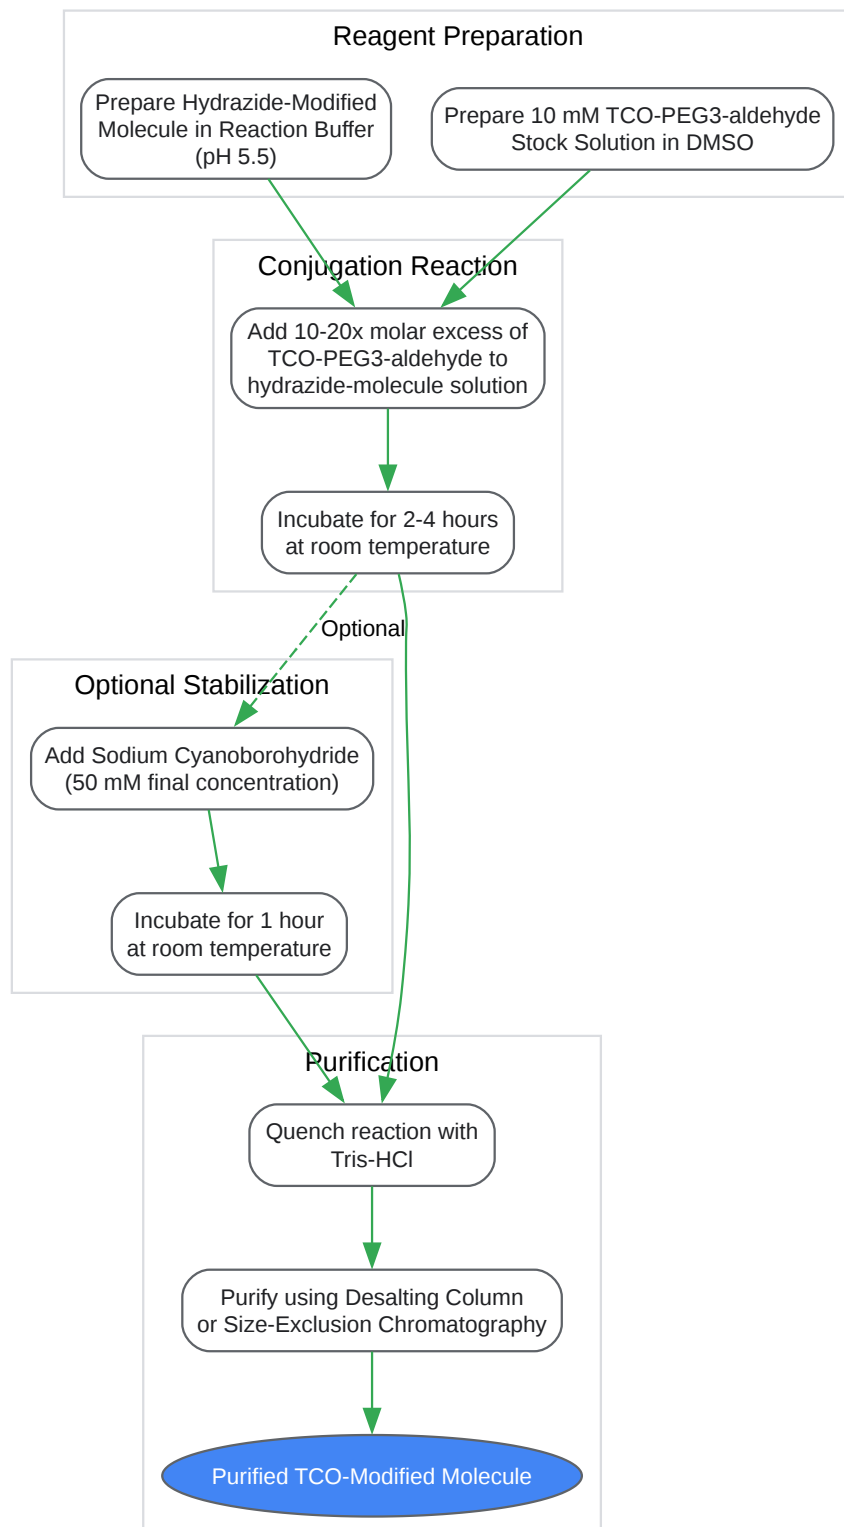 Reagent Preparation
Prepare Hydrazide-Modified
Molecule in Reaction Buffer
(pH 5.5)
Prepare 10 mM TCO-PEG3-aldehyde
Stock Solution in DMSO
Conjugation Reaction
Add 10-20x molar excess of
TCO-PEG3-aldehyde to
hydrazide-molecule solution
Incubate for 2-4 hours
at room temperature
Optional
Optional Stabilization
Add Sodium Cyanoborohydride
(50 mM final concentration)
Incubate for 1 hour
at room temperature
Purification
Quench reaction with
Tris-HCl
Purify using Desalting Column
or Size-Exclusion Chromatography
Purified TCO-Modified Molecule